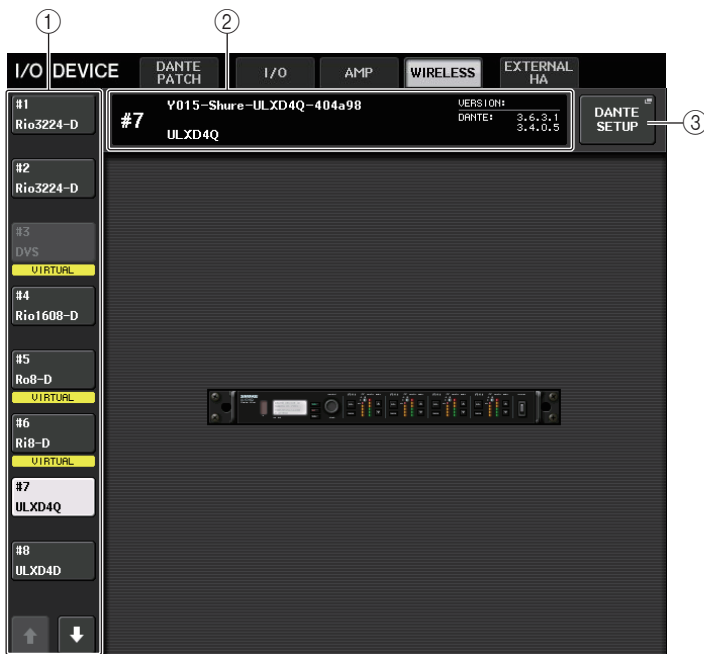 ① ②
I/O DEVICE
DANTE PATCH
I/O
AMP
WIRELESS
EXTERNAL HA
#1
Rio3224-D
#2
Rio3224-D
#3
DVS
VIRTUAL
#4
Rio1608-D
#5
Ro8-D
VIRTUAL
#6
Ri8-D
VIRTUAL
#7
ULXD4Q
#8
ULXD4D
#7
Y015-Shure-ULXD4Q-404a98
ULXD4Q
VERSION:
DANTE: 3.6.3.1
3.4.0.5
DANTE SETUP
③